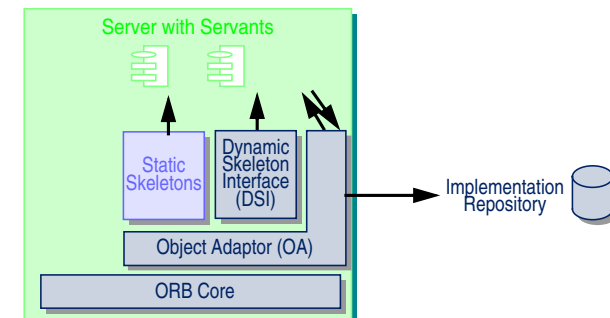 Server with Servants
Static
Skeletons
Dynamic
Skeleton
Interface
(DSI)
Implementation
Repository
Object Adaptor (OA)
ORB Core